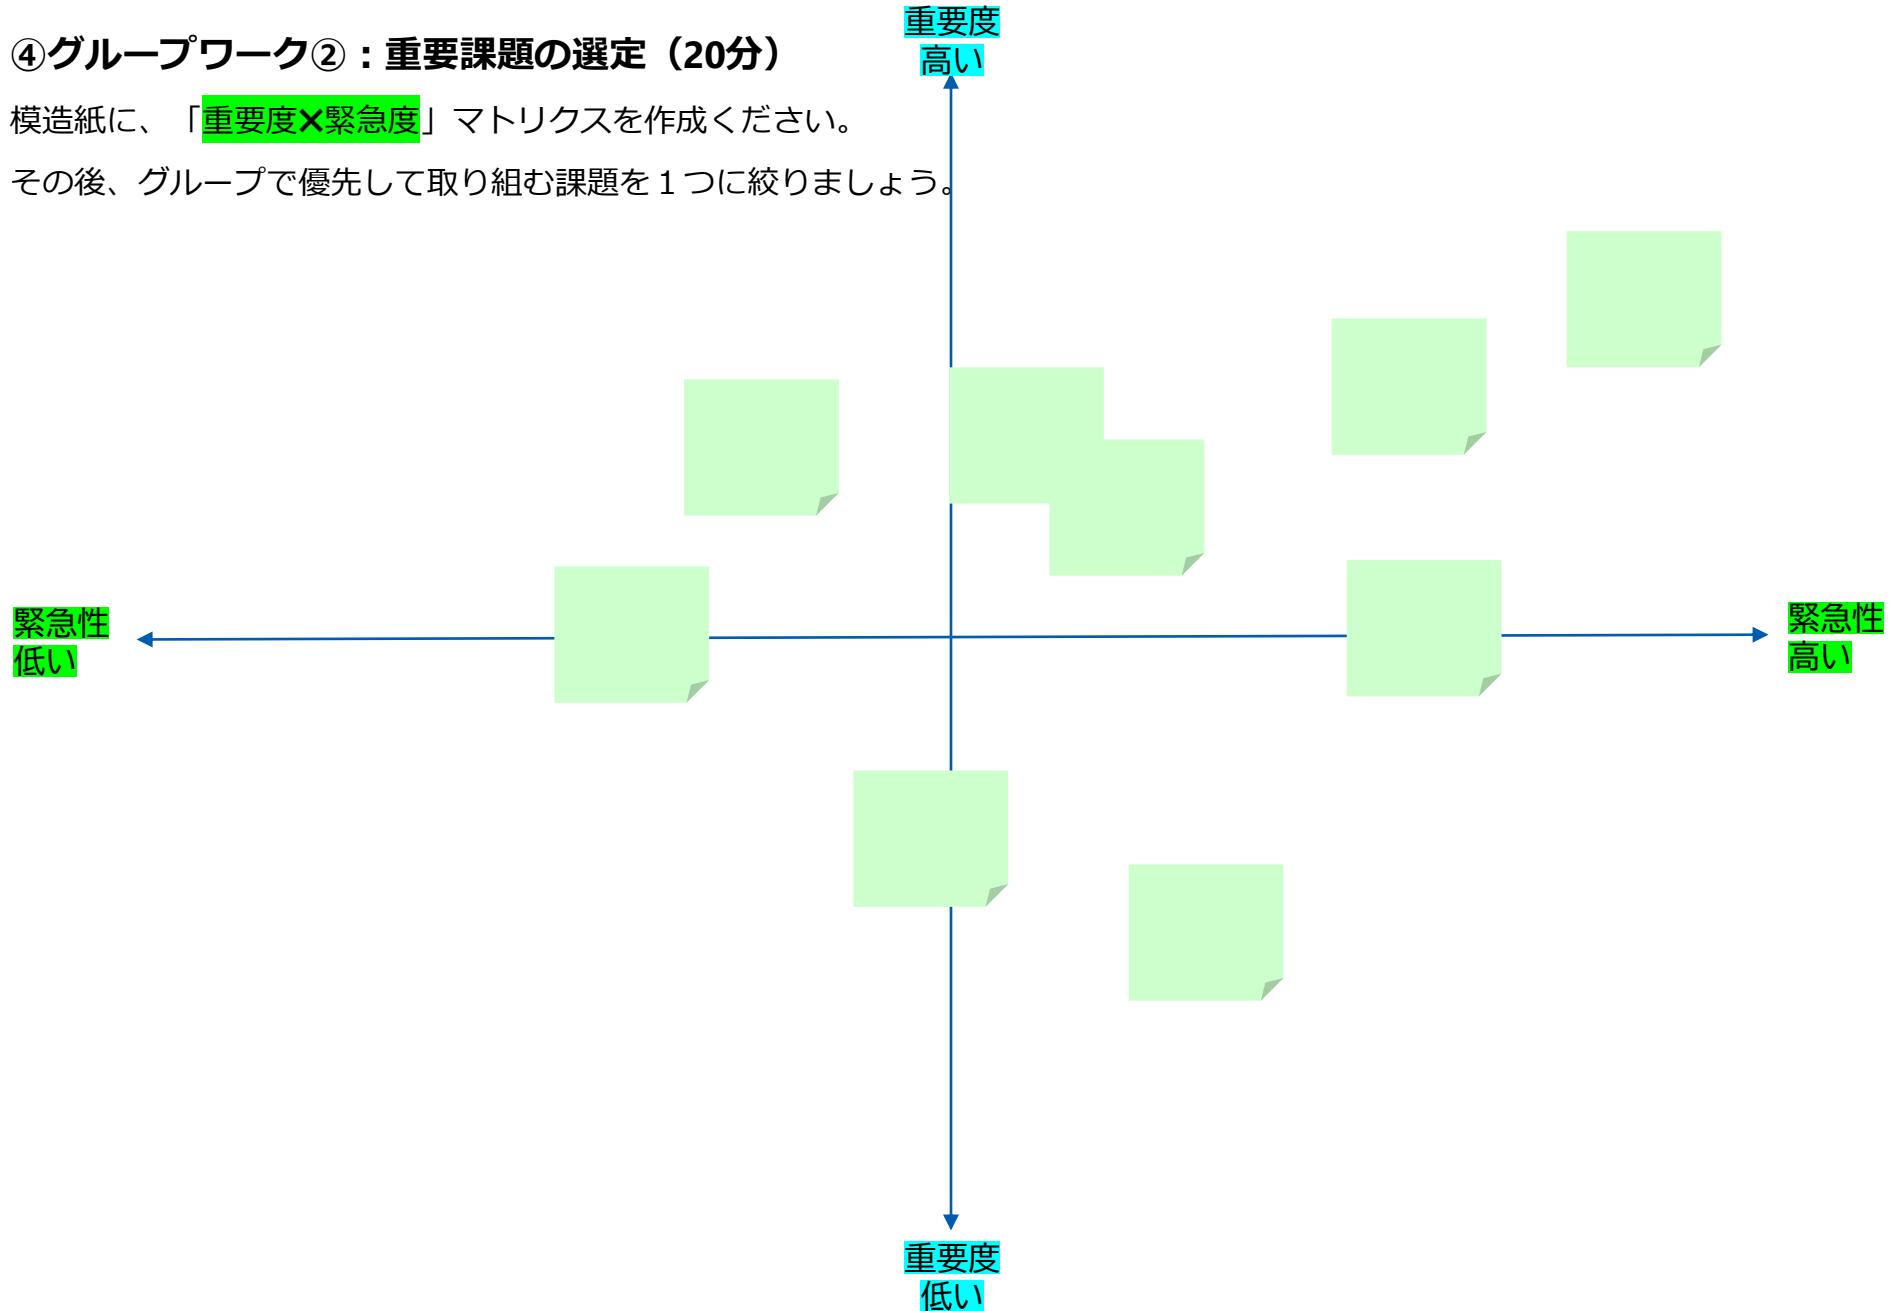 ④グループワーク②：重要課題の選定（20分）
模造紙に、「重要度×緊急度」マトリクスを作成ください。
その後、グループで優先して取り組む課題を１つに絞りましょう。
重要度
高い
緊急性
低い
緊急性
高い
重要度
低い